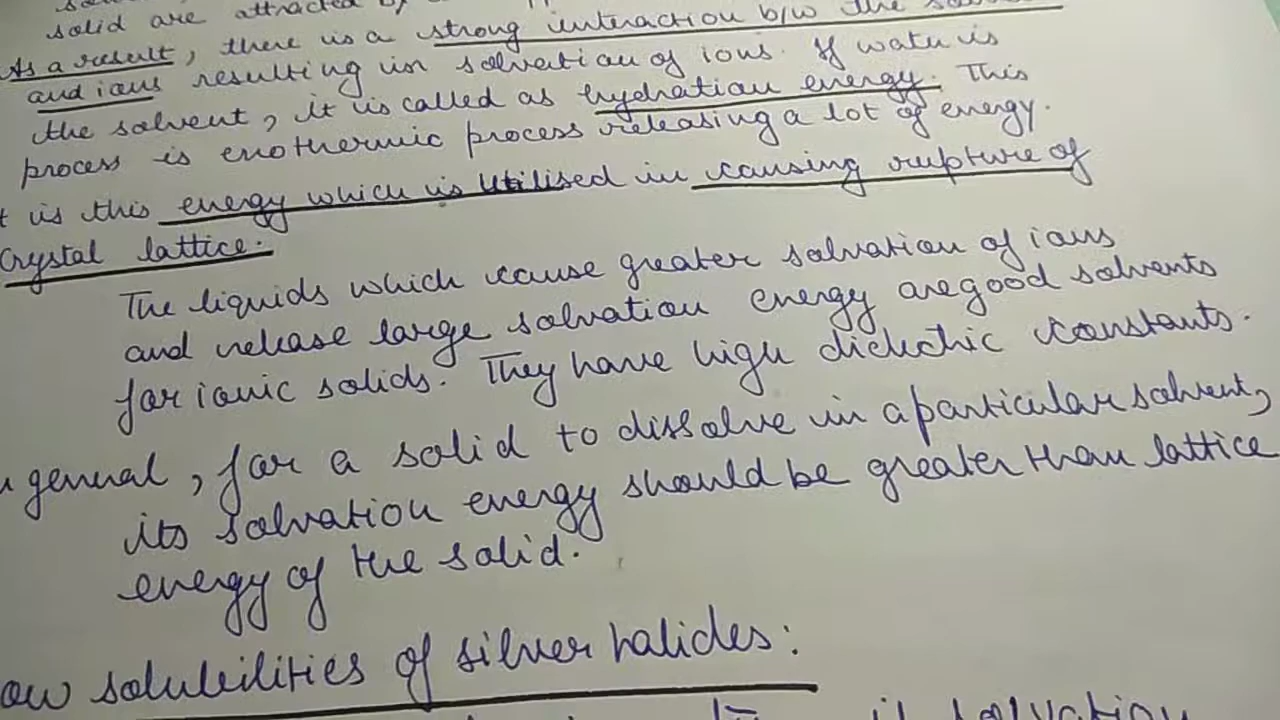 solid are attracted by
As a result, there is a strong interaction b/w the solvent
and ions resulting in solvation of ions. If water is
the solvent, it is called as hydration energy. This
process is exothermic process releasing a lot of energy.
t is this energy which is utilised in causing rupture of
crystal lattice.
The liquids which cause greater solvation of ions
and release large solvation energy are good solvents
for ionic solids. They have high dielectric constants.
n general, for a solid to dissolve in a particular solvent,
its solvation energy should be greater than lattice
energy of the solid.
ow solubilities of silver halides:
is solvation